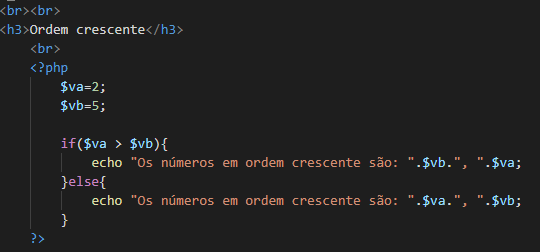 <br><br>
<h3>Ordem crescente</h3>
<br>
<?php
$va=2;
$vb=5;
if($va > $vb){
echo "Os números em ordem crescente são: ".$vb.", ".$va;
}else{
echo "Os números em ordem crescente são: ".$va.", ".$vb;
}
?>